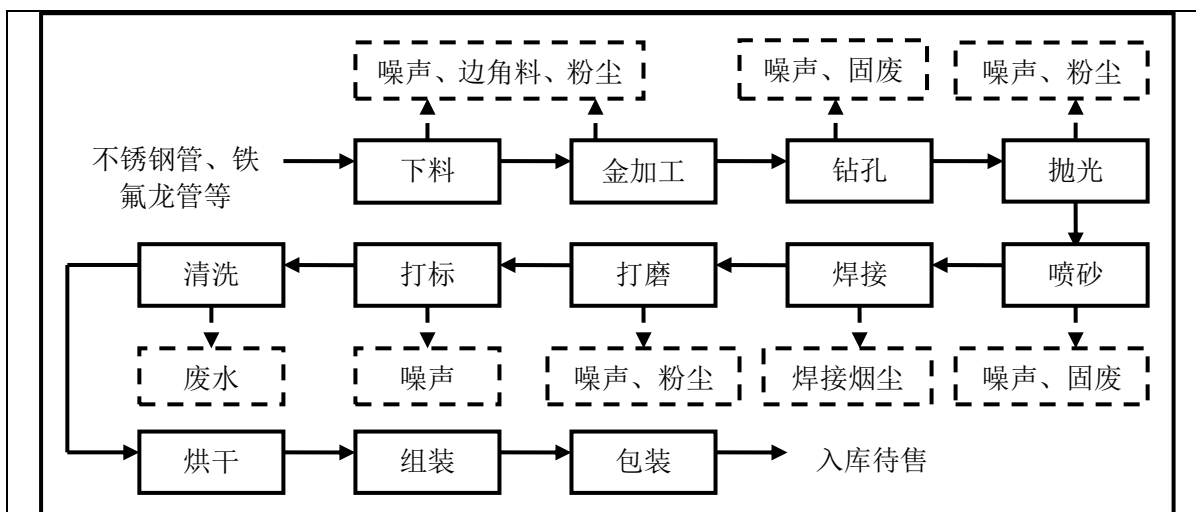 噪声、边角料、粉尘
噪声、固废
噪声、粉尘
不锈钢管、铁
氟龙管等
下料
金加工
钻孔
抛光
清洗
打标
打磨
焊接
喷砂
废水
噪声
噪声、粉尘
焊接烟尘
噪声、固废
烘干
组装
包装
入库待售